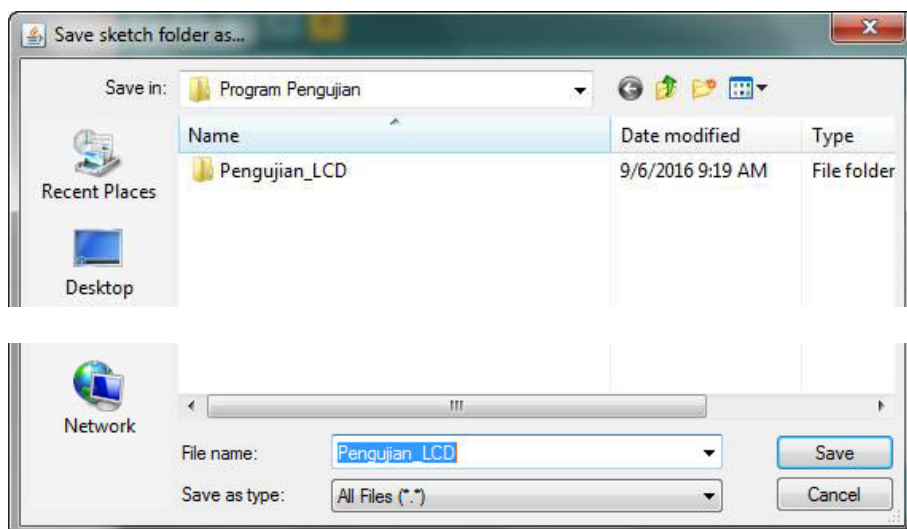 Save sketch folder as...
Save in: Program Pengujian
Name Date modified Type
Pengujian_LCD 9/6/2016 9:19 AM File folder
Recent Places
Desktop
Network
File name: Pengujian_LCD Save
Save as type: All Files (*.*) Cancel